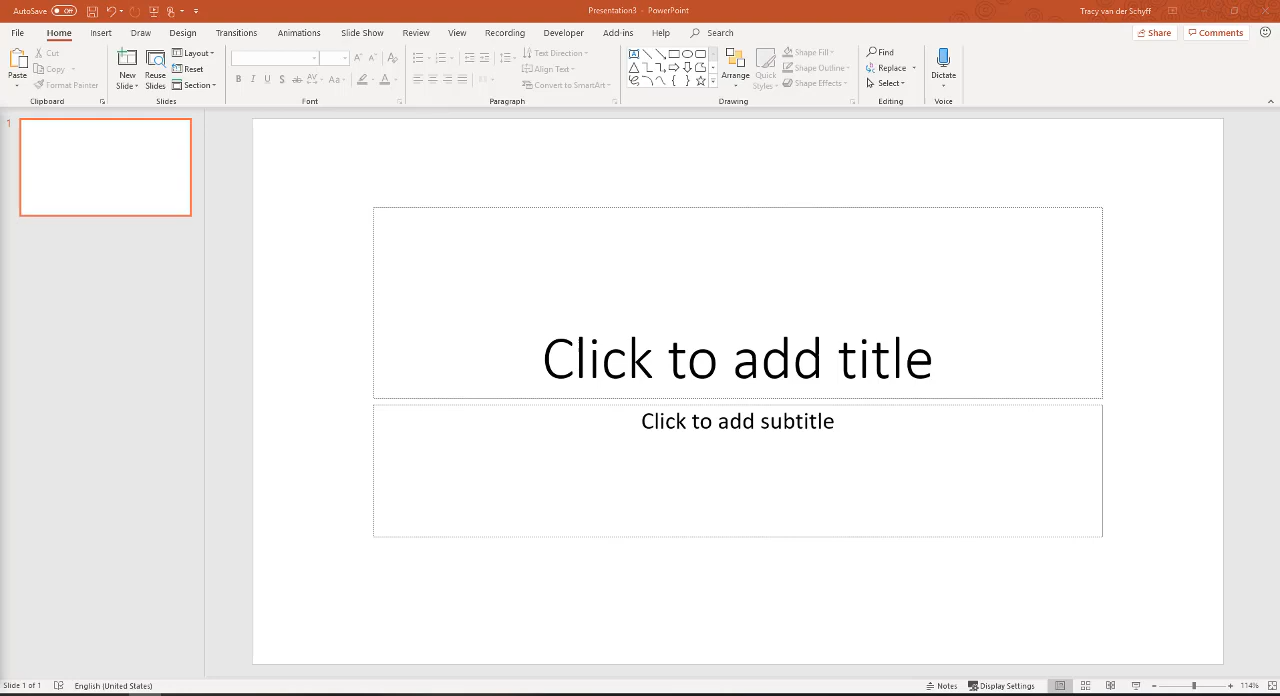 AutoSave Off Presentation3 - PowerPoint Tracy van der Schyff
File Home Insert Draw Design Transitions Animations Slide Show Review View Recording Developer Add-ins Help Search Share Comments
Paste Cut Copy Format Painter Clipboard
New Slide Reuse Slides Layout Reset Section Slides
B I U S ab AV Aa A Font
Text Direction Align Text Convert to SmartArt Paragraph
Arrange Quick Styles Shape Fill Shape Outline Shape Effects Drawing
Find Replace Select Editing
Dictate Voice
1
Click to add title
Click to add subtitle
Slide 1 of 1 English (United States) Notes Display Settings 114%